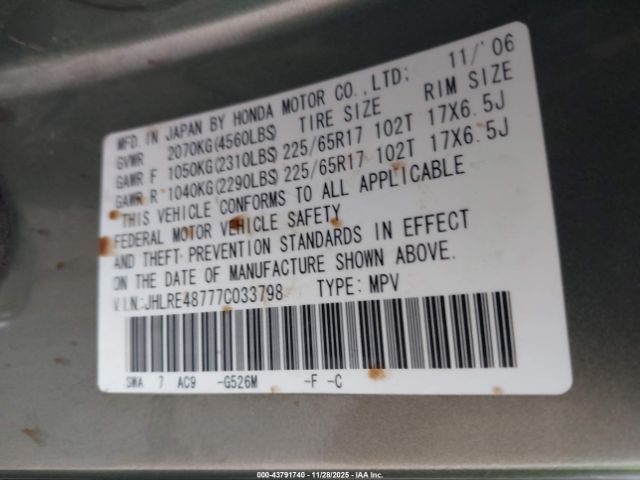 MFD. IN JAPAN BY HONDA MOTOR CO., LTD: 11/'06
GVWR 2070KG(4560LBS) TIRE SIZE RIM SIZE
GAWR F 1050KG(2310LBS) 225/65R17 102T 17X6.5J
GAWR R 1040KG(2290LBS) 225/65R17 102T 17X6.5J
THIS VEHICLE CONFORMS TO ALL APPLICABLE
FEDERAL MOTOR VEHICLE SAFETY
AND THEFT PREVENTION STANDARDS IN EFFECT
ON THE DATE OF MANUFACTURE SHOWN ABOVE.
V.I.N.:JHLRE48777C033798 TYPE: MPV
SWA 7 AC9 -G526M -F -C
000-43791740 - 11/28/2025 - IAA Inc.